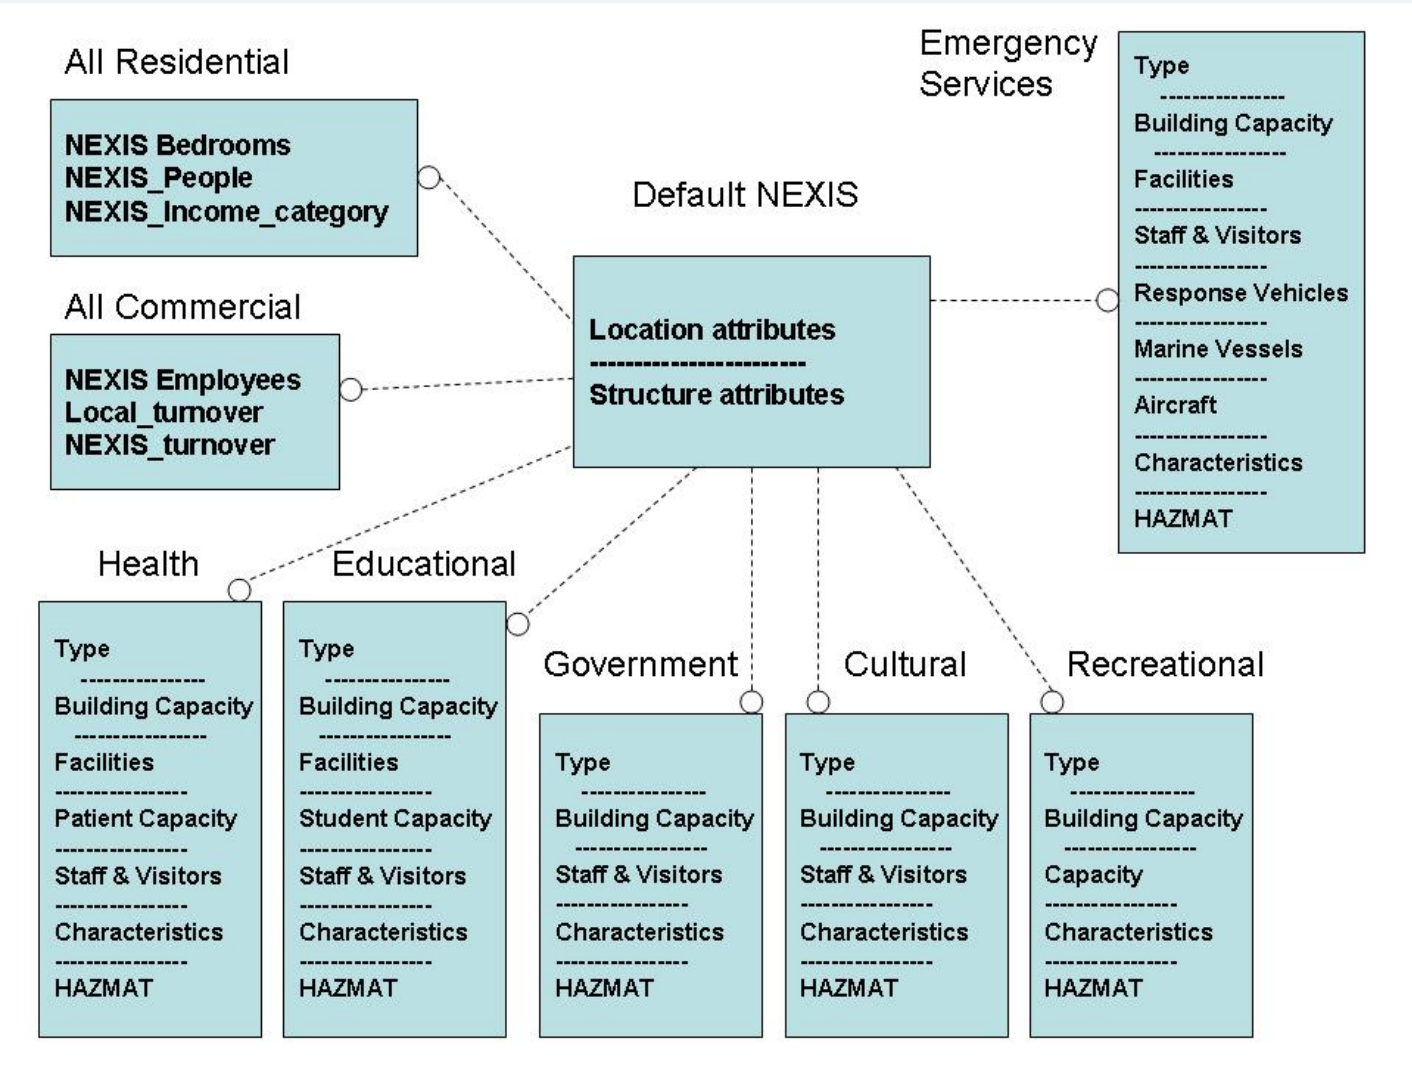 All Residential
NEXIS Bedrooms
NEXIS_People
NEXIS_Income_category
All Commercial
NEXIS Employees
Local_turnover
NEXIS_turnover
Default NEXIS
Location attributes
Structure attributes
Emergency
Services
Type
Building Capacity
Facilities
Staff & Visitors
Response Vehicles
Marine Vessels
Aircraft
Characteristics
HAZMAT
Health
Type
Building Capacity
Facilities
Patient Capacity
Staff & Visitors
Characteristics
HAZMAT
Educational
Type
Building Capacity
Facilities
Student Capacity
Staff & Visitors
Characteristics
HAZMAT
Government
Type
Building Capacity
Staff & Visitors
Characteristics
HAZMAT
Cultural
Type
Building Capacity
Staff & Visitors
Characteristics
HAZMAT
Recreational
Type
Building Capacity
Capacity
Characteristics
HAZMAT